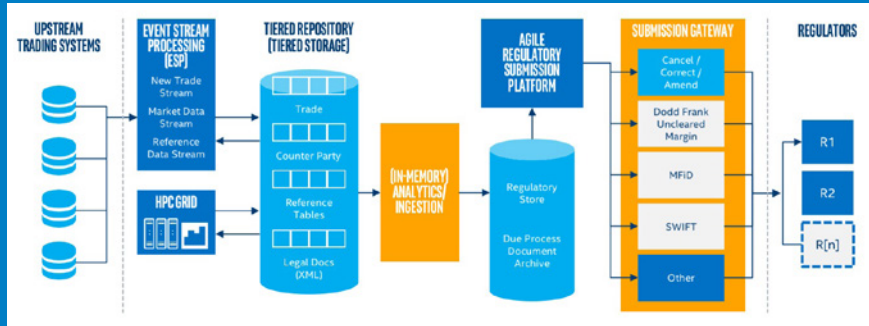 UPSTREAM
TRADING SYSTEMS
EVENT STREAM
PROCESSING
(ESP)
New Trade
Stream
Market Data
Stream
Reference
Data Stream
HPC GRID
TIERED REPOSITORY
(TIERED STORAGE)
Trade
Counter Party
Reference
Tables
Legal Docs
(XML)
(IN-MEMORY)
ANALYTICS/
INGESTION
AGILE
REGULATORY
SUBMISSION
PLATFORM
Regulatory
Store
Due Process
Document
Archive
SUBMISSION GATEWAY
Cancel /
Correct /
Amend
Dodd Frank
Uncleared
Margin
MFiD
SWIFT
Other
REGULATORS
R1
R2
R[n]